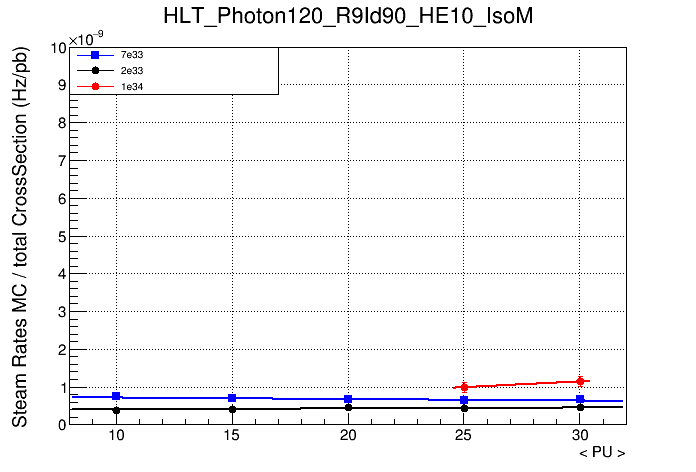 HLT_Photon120_R9Id90_HE10_IsoM
×10⁻⁹
Steam Rates MC / total CrossSection (Hz/pb)
7e33
2e33
1e34
10
9
8
7
6
5
4
3
2
1
0
10 15 20 25 30
< PU >